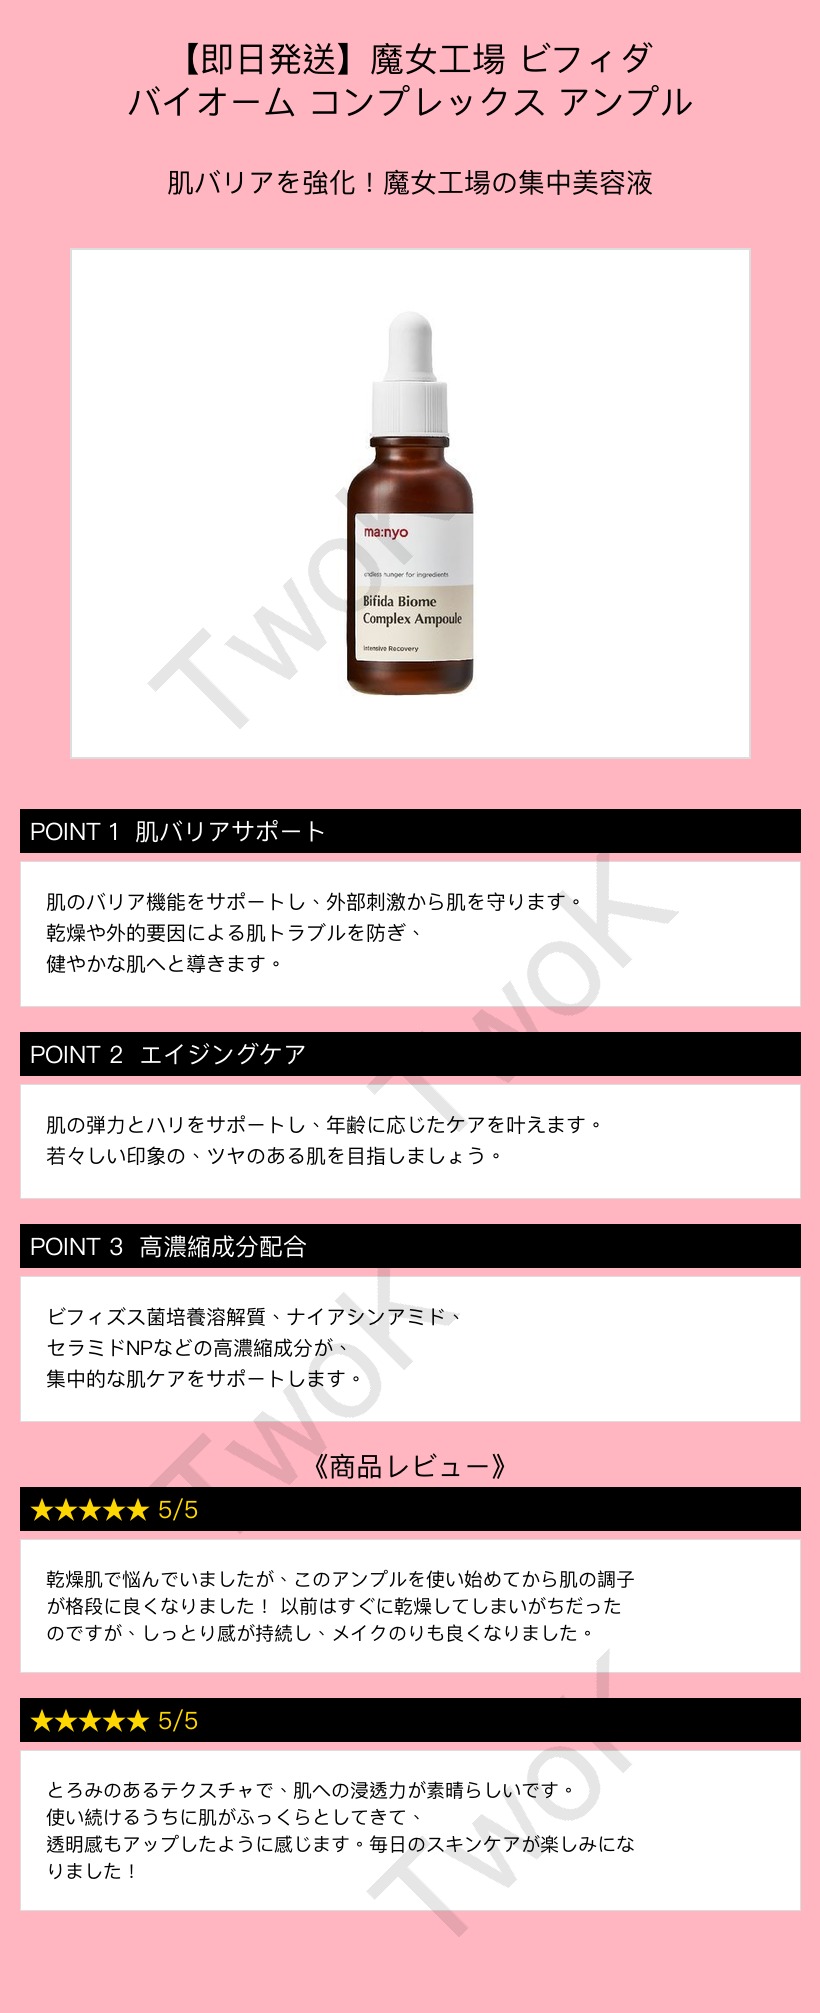 【即日発送】魔女工場 ビフィダ
バイオーム コンプレックス アンプル
肌バリアを強化！魔女工場の集中美容液
ma:nyo
endless hunger for ingredients
Bifida Biome
Complex Ampoule
Intensive Recovery
TwoK
POINT 1 肌バリアサポート
肌のバリア機能をサポートし、外部刺激から肌を守ります。
乾燥や外的要因による肌トラブルを防ぎ、
健やかな肌へと導きます。
TwoK
POINT 2 エイジングケア
肌の弾力とハリをサポートし、年齢に応じたケアを叶えます。
若々しい印象の、ツヤのある肌を目指しましょう。
POINT 3 高濃縮成分配合
ビフィズス菌培養溶解質、ナイアシンアミド、
セラミドNPなどの高濃縮成分が、
集中的な肌ケアをサポートします。
TwoK
《商品レビュー》
★★★★★ 5/5
乾燥肌で悩んでいましたが、このアンプルを使い始めてから肌の調子
が格段に良くなりました！ 以前はすぐに乾燥してしまいがちだった
のですが、しっとり感が持続し、メイクのりも良くなりました。
★★★★★ 5/5
とろみのあるテクスチャで、肌への浸透力が素晴らしいです。
使い続けるうちに肌がふっくらとしてきて、
透明感もアップしたように感じます。毎日のスキンケアが楽しみにな
りました！
TwoK